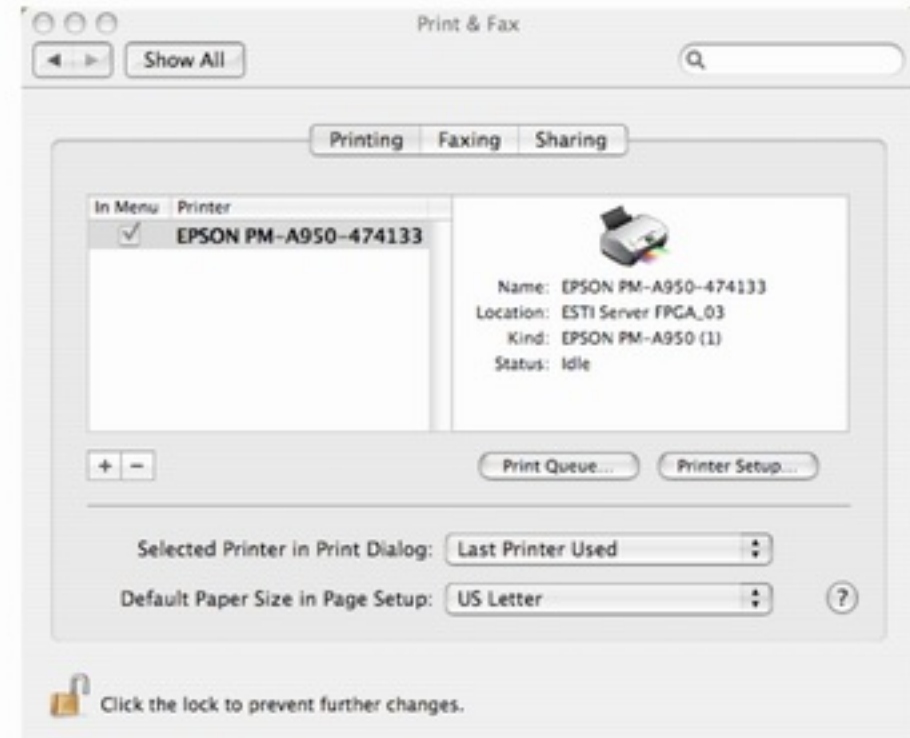 Print & Fax
Show All
Printing Faxing Sharing
In Menu Printer
EPSON PM-A950-474133
Name: EPSON PM-A950-474133
Location: ESTI Server FPGA_03
Kind: EPSON PM-A950 (1)
Status: Idle
+ −
Print Queue... Printer Setup...
Selected Printer in Print Dialog: Last Printer Used
Default Paper Size in Page Setup: US Letter
?
Click the lock to prevent further changes.